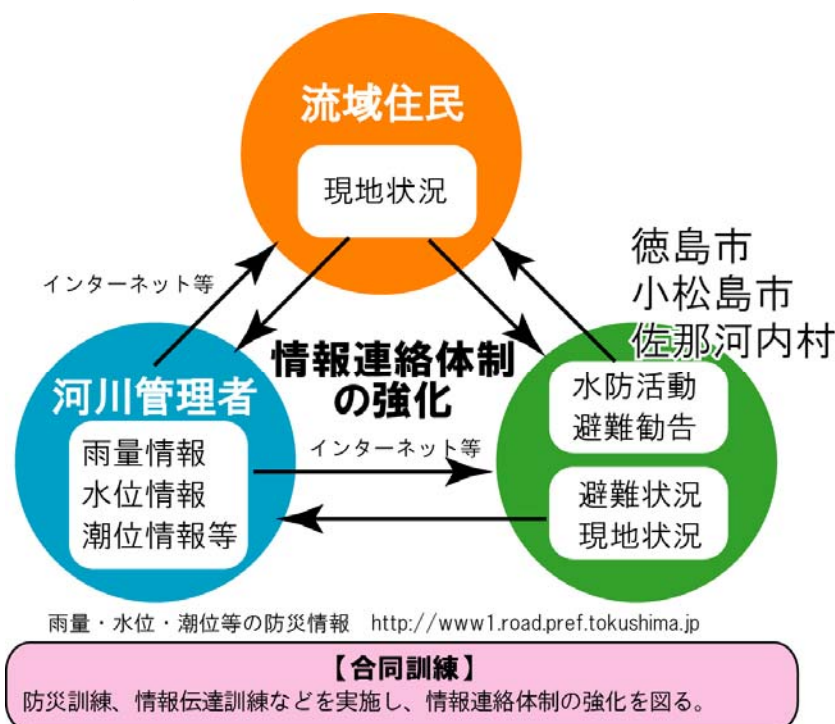 流域住民
現地状況
徳島市
小松島市
佐那河内村
インターネット等
情報連絡体制
の強化
河川管理者
雨量情報
水位情報
潮位情報等
インターネット等
水防活動
避難勧告
避難状況
現地状況
雨量・水位・潮位等の防災情報 http://www1.road.pref.tokushima.jp
【合同訓練】
防災訓練、情報伝達訓練などを実施し、情報連絡体制の強化を図る。